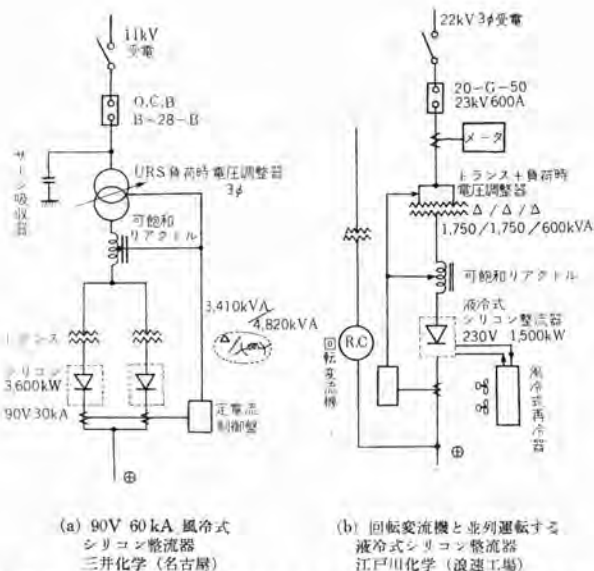 11kV
受電
O.C.B
B-28-B
サージ吸収器
URS負荷時電圧調整器
3φ
可飽和
リアクトル
3,410kVA
4,820kVA
トランス
シリコン
3,600kW
90V 30kA
定電流
制御盤
⊕
(a) 90V 60kA 風冷式
シリコン整流器
三井化学（名古屋）
22kV 3φ受電
20-G-50
23kV 600A
メータ
トランス＋負荷時
電圧調整器
Δ/Δ/Δ
1,750/1,750/600kVA
可飽和リアクトル
液冷式
シリコン整流器
230V 1,500kW
R.C
回転変流機
風冷式再冷器
⊕
(b) 回転変流機と並列運転する
液冷式シリコン整流器
江戸川化学（浪速工場）